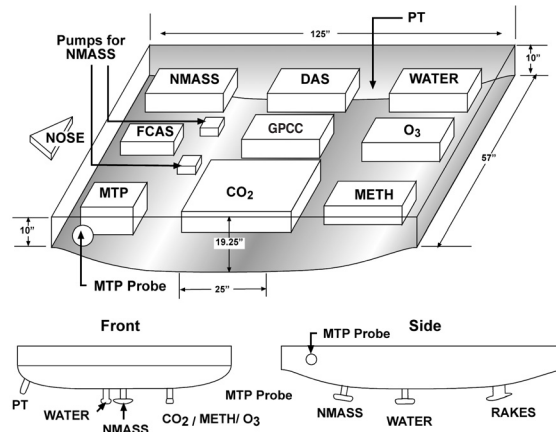 125"
PT
Pumps for
NMASS
10"
NMASS
DAS
WATER
FCAS
GPCC
O3
NOSE
57"
MTP
CO2
METH
10"
19.25"
MTP Probe
25"
Front
Side
MTP Probe
PT
WATER
NMASS
CO2 / METH/ O3
MTP Probe
NMASS
WATER
RAKES